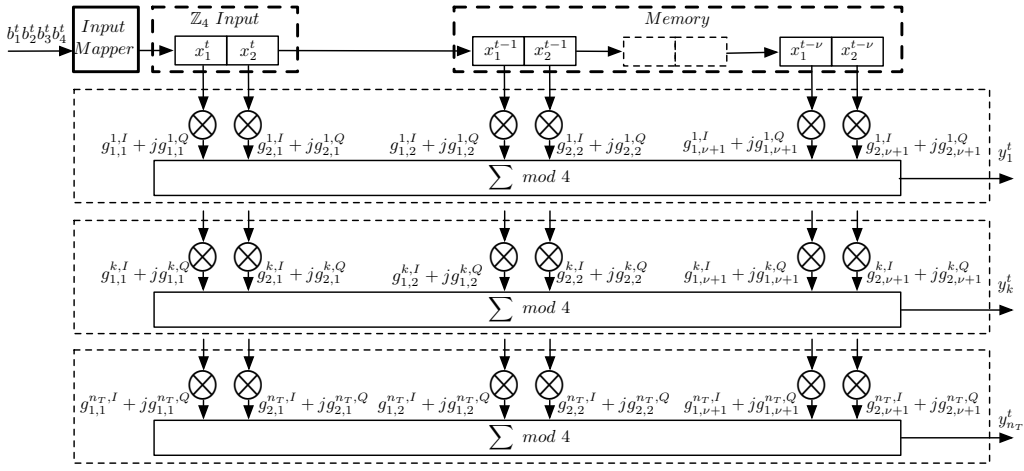 b_1^t b_2^t b_3^t b_4^t
Input
Mapper
ℤ_4 Input
x_1^t x_2^t
Memory
x_1^{t-1} x_2^{t-1} x_1^{t-ν} x_2^{t-ν}
g_{1,1}^{1,I} + jg_{1,1}^{1,Q} g_{2,1}^{1,I} + jg_{2,1}^{1,Q} g_{1,2}^{1,I} + jg_{1,2}^{1,Q} g_{2,2}^{1,I} + jg_{2,2}^{1,Q} g_{1,ν+1}^{1,I} + jg_{1,ν+1}^{1,Q} g_{2,ν+1}^{1,I} + jg_{2,ν+1}^{1,Q}
∑ mod 4
y_1^t
g_{1,1}^{k,I} + jg_{1,1}^{k,Q} g_{2,1}^{k,I} + jg_{2,1}^{k,Q} g_{1,2}^{k,I} + jg_{1,2}^{k,Q} g_{2,2}^{k,I} + jg_{2,2}^{k,Q} g_{1,ν+1}^{k,I} + jg_{1,ν+1}^{k,Q} g_{2,ν+1}^{k,I} + jg_{2,ν+1}^{k,Q}
∑ mod 4
y_k^t
g_{1,1}^{n_T,I} + jg_{1,1}^{n_T,Q} g_{2,1}^{n_T,I} + jg_{2,1}^{n_T,Q} g_{1,2}^{n_T,I} + jg_{1,2}^{n_T,Q} g_{2,2}^{n_T,I} + jg_{2,2}^{n_T,Q} g_{1,ν+1}^{n_T,I} + jg_{1,ν+1}^{n_T,Q} g_{2,ν+1}^{n_T,I} + jg_{2,ν+1}^{n_T,Q}
∑ mod 4
y_{n_T}^t